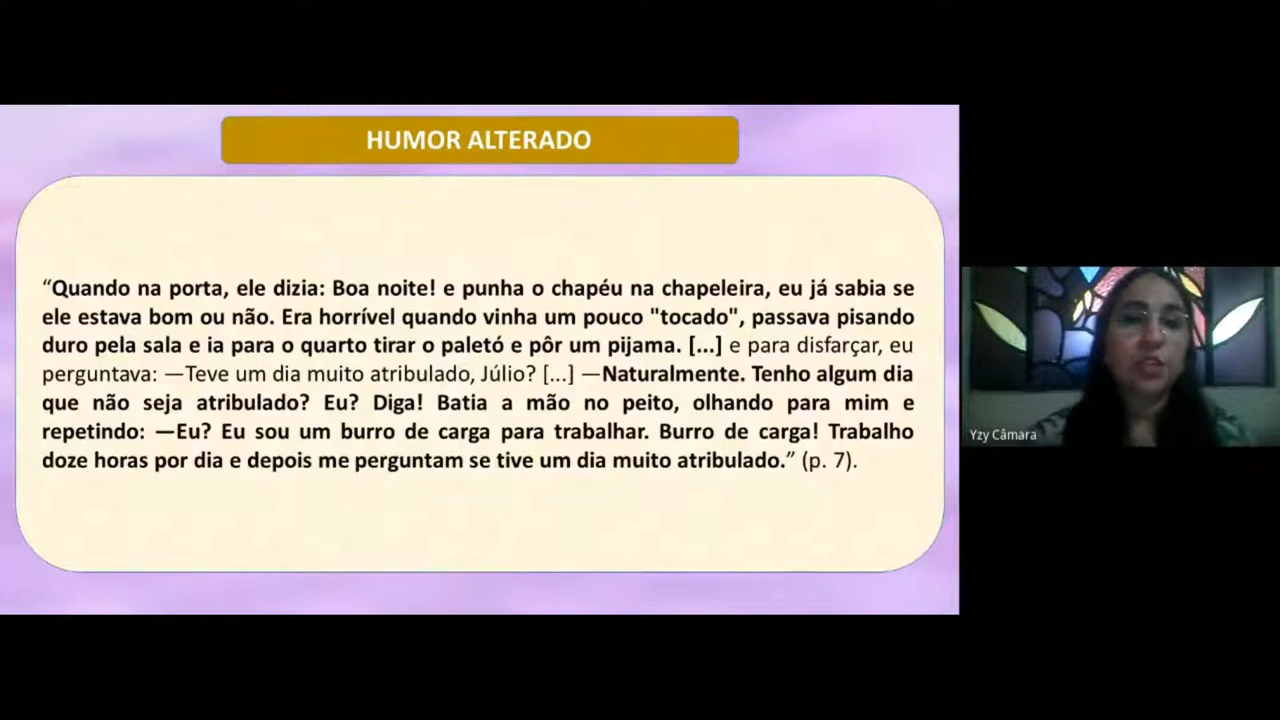 HUMOR ALTERADO
“Quando na porta, ele dizia: Boa noite! e punha o chapéu na chapeleira, eu já sabia se
ele estava bom ou não. Era horrível quando vinha um pouco "tocado", passava pisando
duro pela sala e ia para o quarto tirar o paletó e pôr um pijama. [...] e para disfarçar, eu
perguntava: —Teve um dia muito atribulado, Júlio? [...] —Naturalmente. Tenho algum dia
que não seja atribulado? Eu? Diga! Batia a mão no peito, olhando para mim e
repetindo: —Eu? Eu sou um burro de carga para trabalhar. Burro de carga! Trabalho
doze horas por dia e depois me perguntam se tive um dia muito atribulado.” (p. 7).
Yzy Câmara